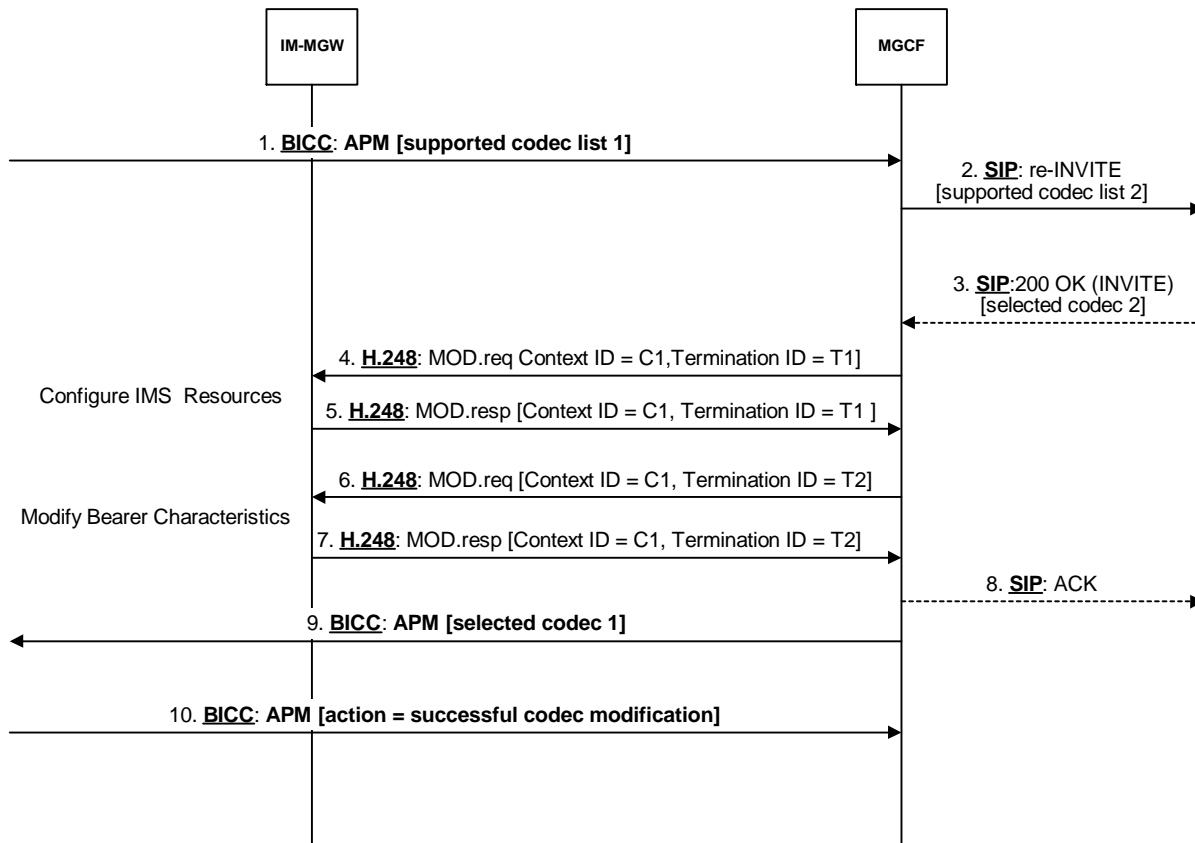 IM-MGW
MGCF
1. BICC: APM [supported codec list 1]
2. SIP: re-INVITE
[supported codec list 2]
3. SIP:200 OK (INVITE)
[selected codec 2]
4. H.248: MOD.req Context ID = C1,Termination ID = T1]
Configure IMS Resources
5. H.248: MOD.resp [Context ID = C1, Termination ID = T1 ]
6. H.248: MOD.req [Context ID = C1, Termination ID = T2]
Modify Bearer Characteristics
7. H.248: MOD.resp [Context ID = C1, Termination ID = T2]
8. SIP: ACK
9. BICC: APM [selected codec 1]
10. BICC: APM [action = successful codec modification]